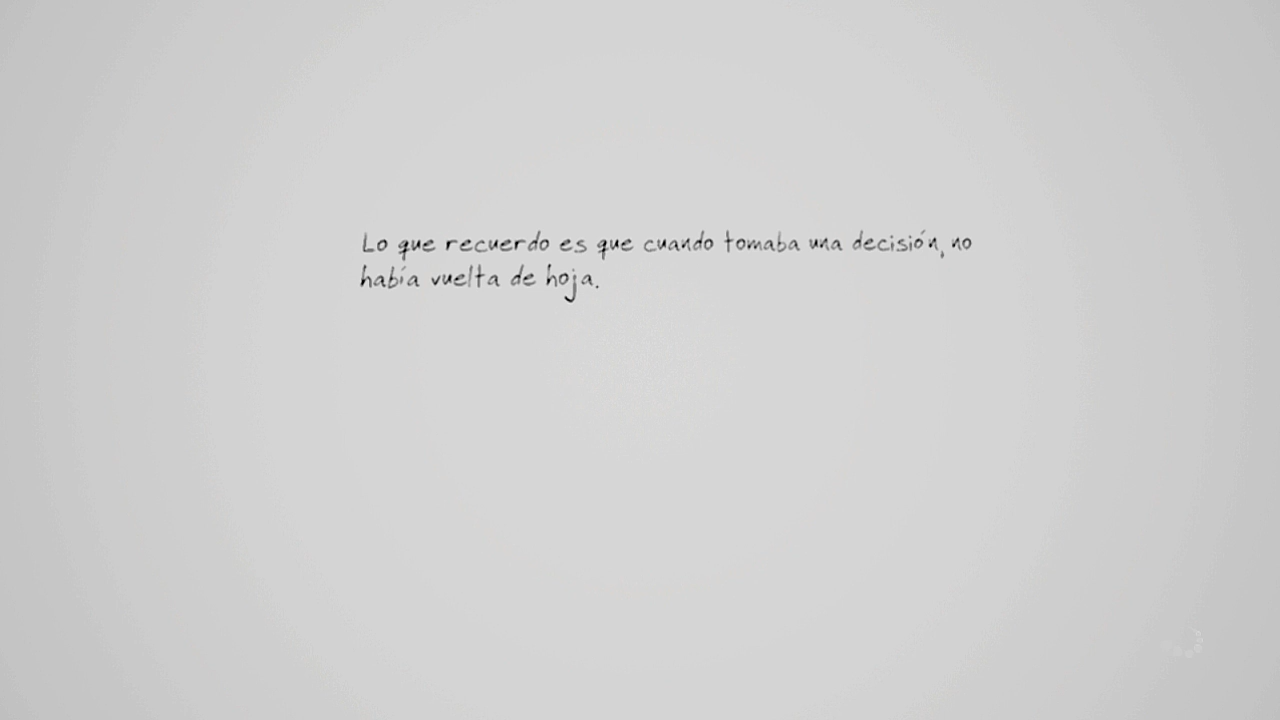 Lo que recuerdo es que cuando tomaba una decisión, no
había vuelta de hoja.